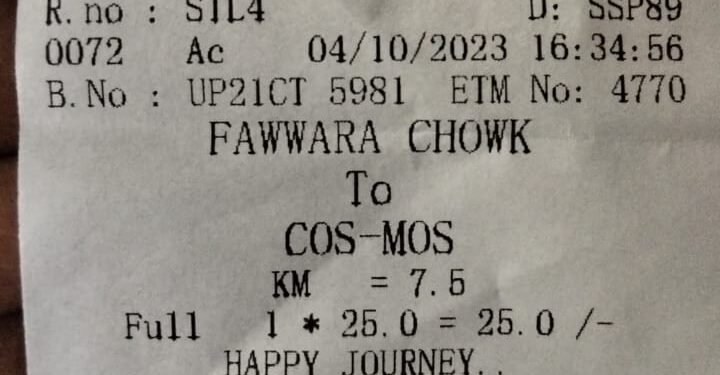 R. no : STL4 D: SSP89
0072 Ac 04/10/2023 16:34:56
B. No : UP21CT 5981 ETM No: 4770
FAWWARA CHOWK
To
COS-MOS
KM = 7.5
Full 1 * 25.0 = 25.0 /-
HAPPY JOURNEY..